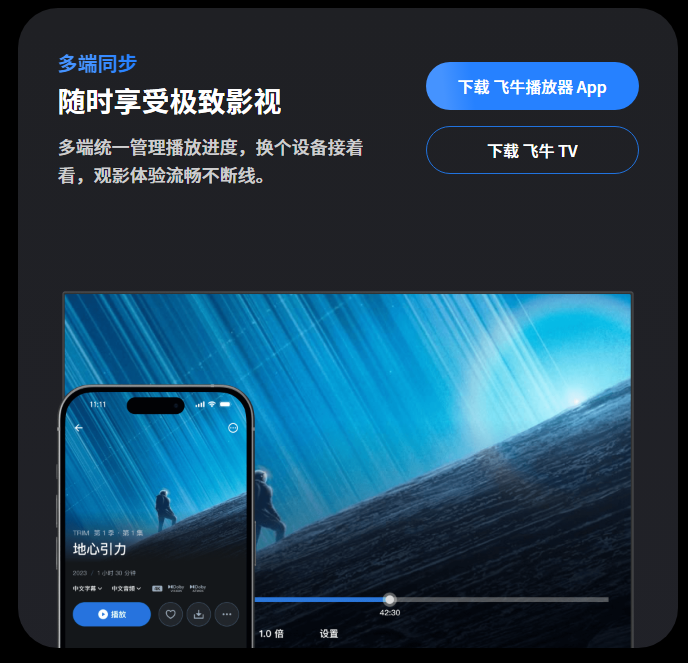 多端同步
随时享受极致影视
多端统一管理播放进度，换个设备接着
看，观影体验流畅不断线。
下载 飞牛播放器 App
下载 飞牛 TV
11:11
TRIM 第 1 季 · 第 1 集
地心引力
2023 / 1 小时 30 分钟
中文字幕 中文音频 4K Dolby VISION Dolby ATMOS
播放
42:30
1.0 倍 设置